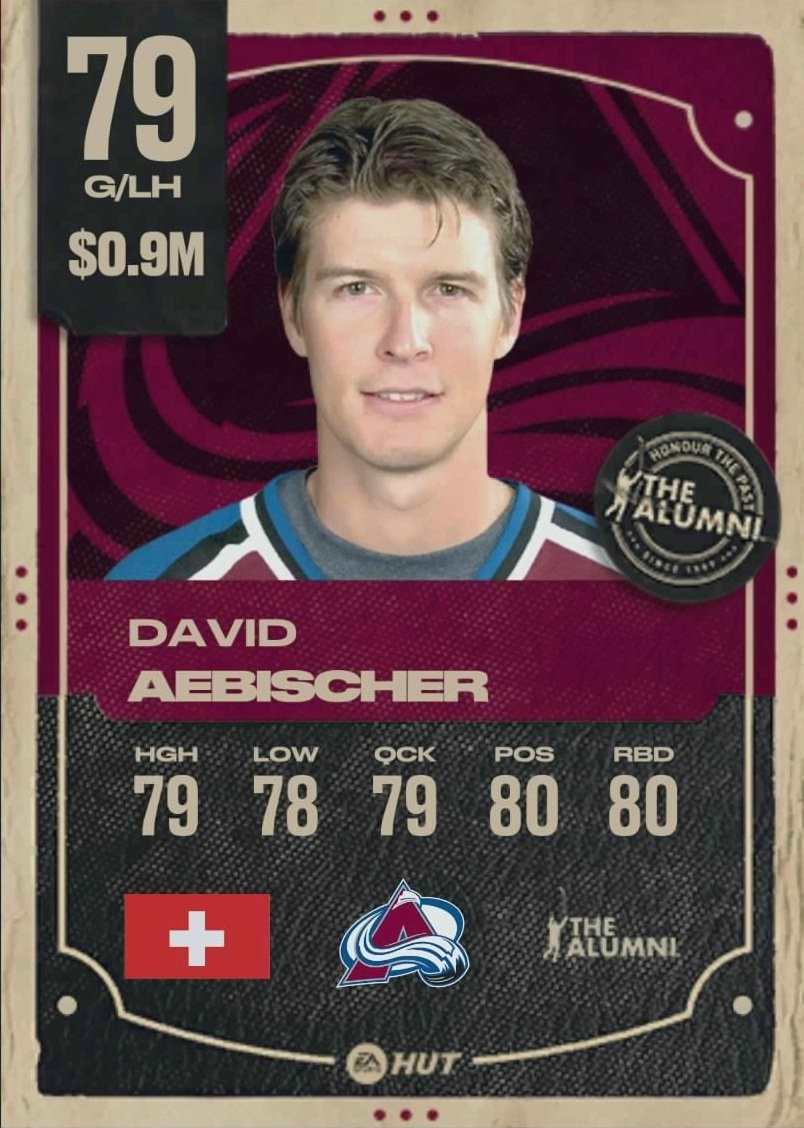 79
G/LH
$0.9M
HONOUR THE PAST
THE
ALUMNI
DAVID
AEBISCHER
HGH LOW QCK POS RBD
79 78 79 80 80
A
THE
ALUMNI
EA
HUT